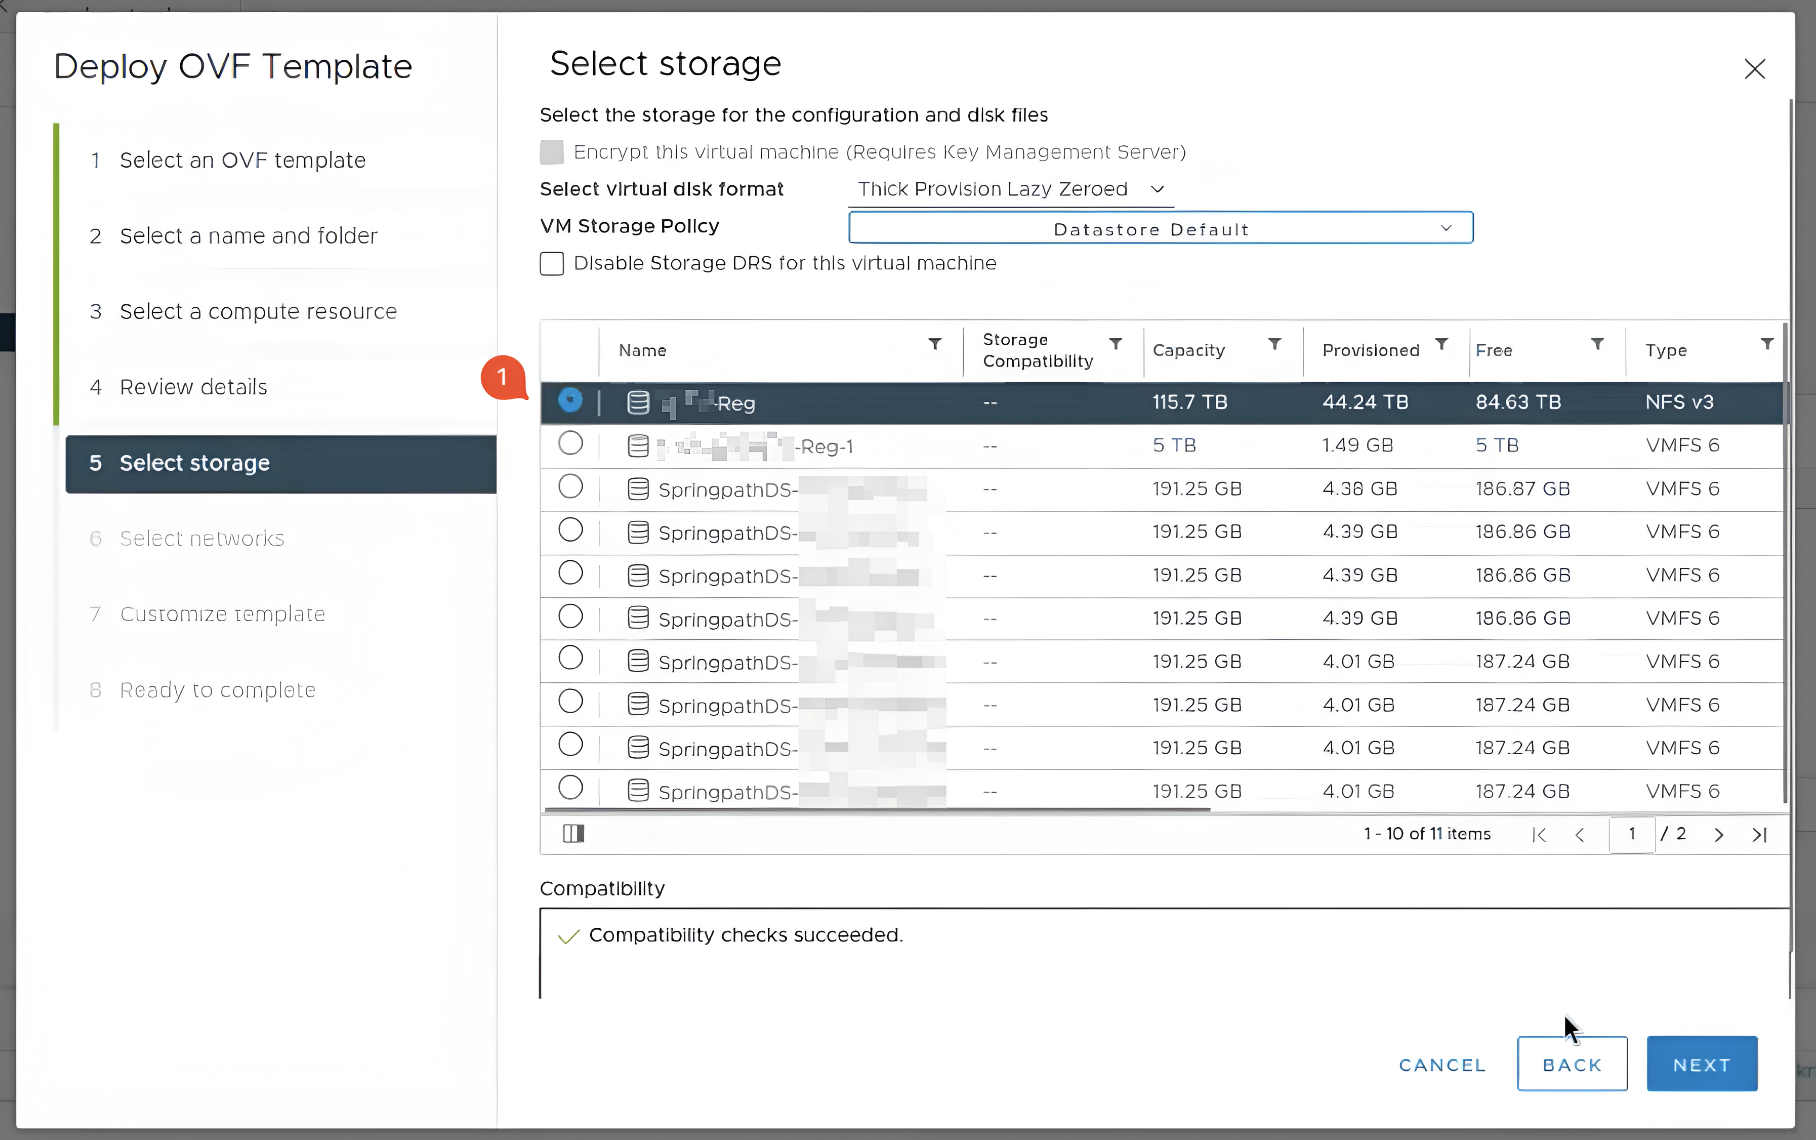 Deploy OVF Template
1 Select an OVF template
2 Select a name and folder
3 Select a compute resource
4 Review details
5 Select storage
6 Select networks
7 Customize template
8 Ready to complete
Select storage
Select the storage for the configuration and disk files
Encrypt this virtual machine (Requires Key Management Server)
Select virtual disk format Thick Provision Lazy Zeroed
VM Storage Policy Datastore Default
Disable Storage DRS for this virtual machine
Name Storage Compatibility Capacity Provisioned Free Type
1
-Reg -- 115.7 TB 44.24 TB 84.63 TB NFS v3
-Reg-1 -- 5 TB 1.49 GB 5 TB VMFS 6
SpringpathDS- -- 191.25 GB 4.38 GB 186.87 GB VMFS 6
SpringpathDS- -- 191.25 GB 4.39 GB 186.86 GB VMFS 6
SpringpathDS- -- 191.25 GB 4.39 GB 186.86 GB VMFS 6
SpringpathDS- -- 191.25 GB 4.39 GB 186.86 GB VMFS 6
SpringpathDS- -- 191.25 GB 4.01 GB 187.24 GB VMFS 6
SpringpathDS- -- 191.25 GB 4.01 GB 187.24 GB VMFS 6
SpringpathDS- -- 191.25 GB 4.01 GB 187.24 GB VMFS 6
SpringpathDS- -- 191.25 GB 4.01 GB 187.24 GB VMFS 6
1 - 10 of 11 items 1 / 2
Compatibility
Compatibility checks succeeded.
CANCEL BACK NEXT